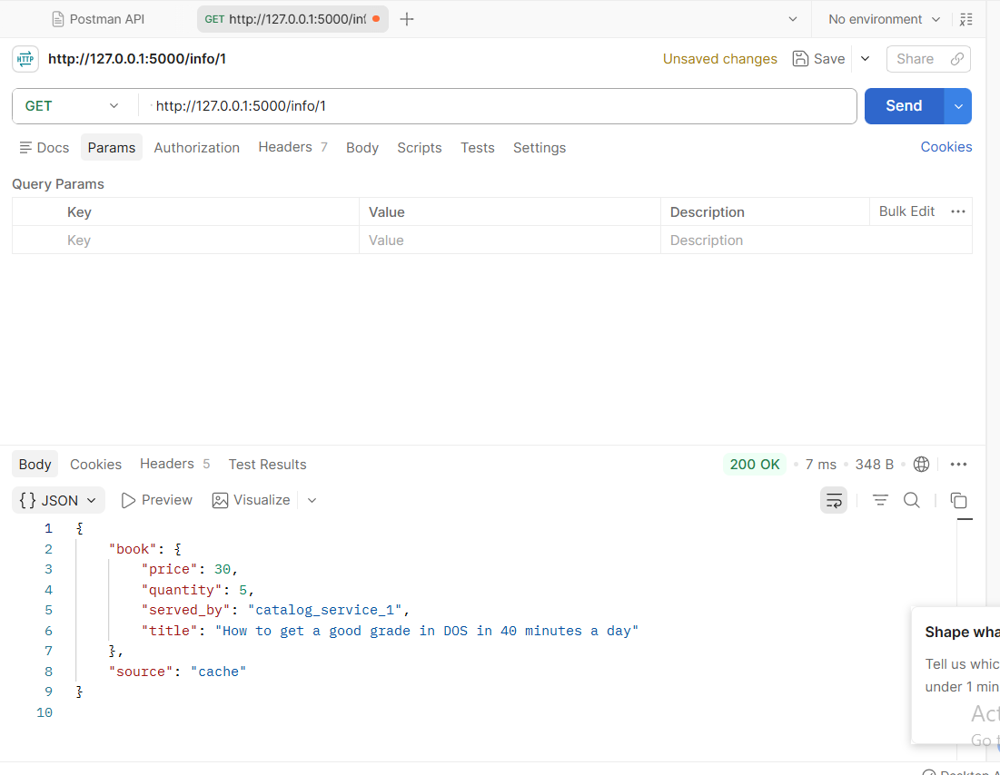 Postman API
GET http://127.0.0.1:5000/inf
No environment
HTTP http://127.0.0.1:5000/info/1
Unsaved changes
Save
Share
GET http://127.0.0.1:5000/info/1
Send
Docs Params Authorization Headers 7 Body Scripts Tests Settings Cookies
Query Params
Key Value Description Bulk Edit
Key Value Description
Body Cookies Headers 5 Test Results 200 OK • 7 ms • 348 B
{} JSON Preview Visualize
1 {
2 "book": {
3 "price": 30,
4 "quantity": 5,
5 "served_by": "catalog_service_1",
6 "title": "How to get a good grade in DOS in 40 minutes a day"
7 },
8 "source": "cache"
9 }
10
Shape wha
Tell us whic
under 1 min
Act
Go t
Desktop A